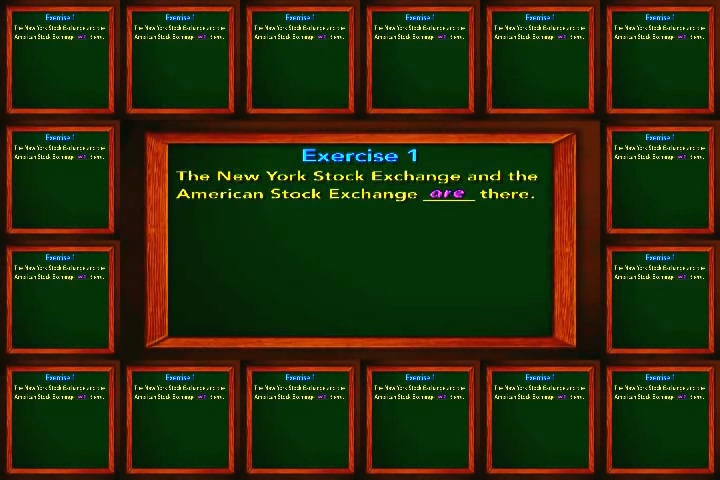 Exercise 1
The New York Stock Exchange and the
American Stock Exchange are there.